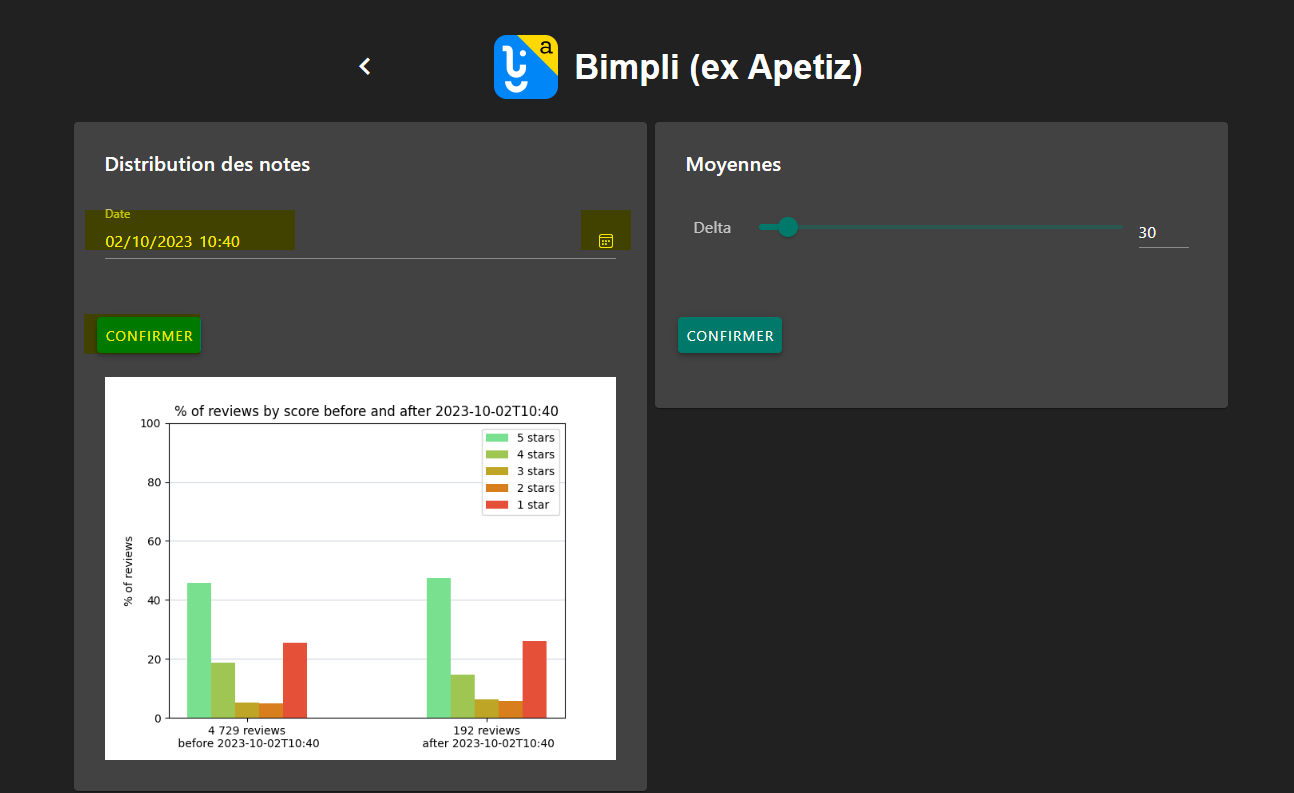 a
Bimpli (ex Apetiz)
Distribution des notes
Date
02/10/2023 10:40
CONFIRMER
% of reviews by score before and after 2023-10-02T10:40
100
80
60
40
20
0
% of reviews
5 stars
4 stars
3 stars
2 stars
1 star
4 729 reviews
before 2023-10-02T10:40
192 reviews
after 2023-10-02T10:40
Moyennes
Delta
30
CONFIRMER